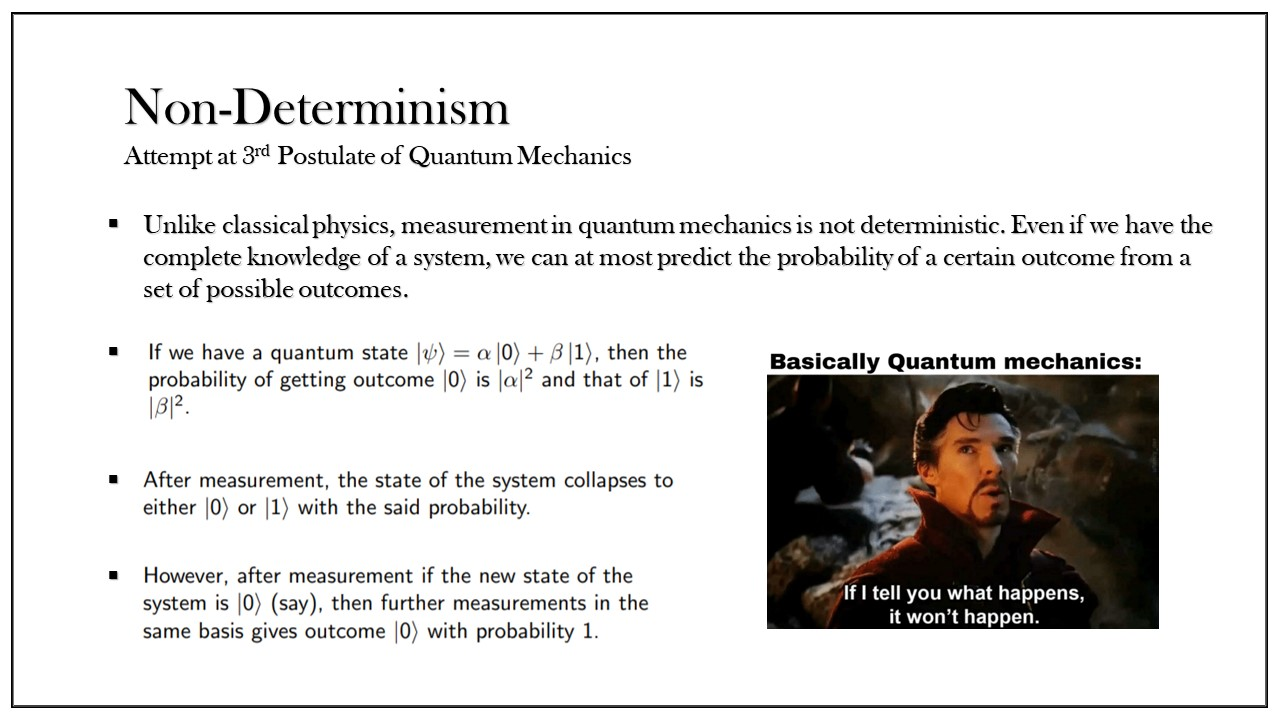 Non-Determinism
Attempt at 3rd Postulate of Quantum Mechanics
▪ Unlike classical physics, measurement in quantum mechanics is not deterministic. Even if we have the
complete knowledge of a system, we can at most predict the probability of a certain outcome from a
set of possible outcomes.
▪ If we have a quantum state |ψ⟩ = α|0⟩ + β|1⟩, then the
probability of getting outcome |0⟩ is |α|² and that of |1⟩ is
|β|².
▪ After measurement, the state of the system collapses to
either |0⟩ or |1⟩ with the said probability.
▪ However, after measurement if the new state of the
system is |0⟩ (say), then further measurements in the
same basis gives outcome |0⟩ with probability 1.
Basically Quantum mechanics:
If I tell you what happens,
it won't happen.